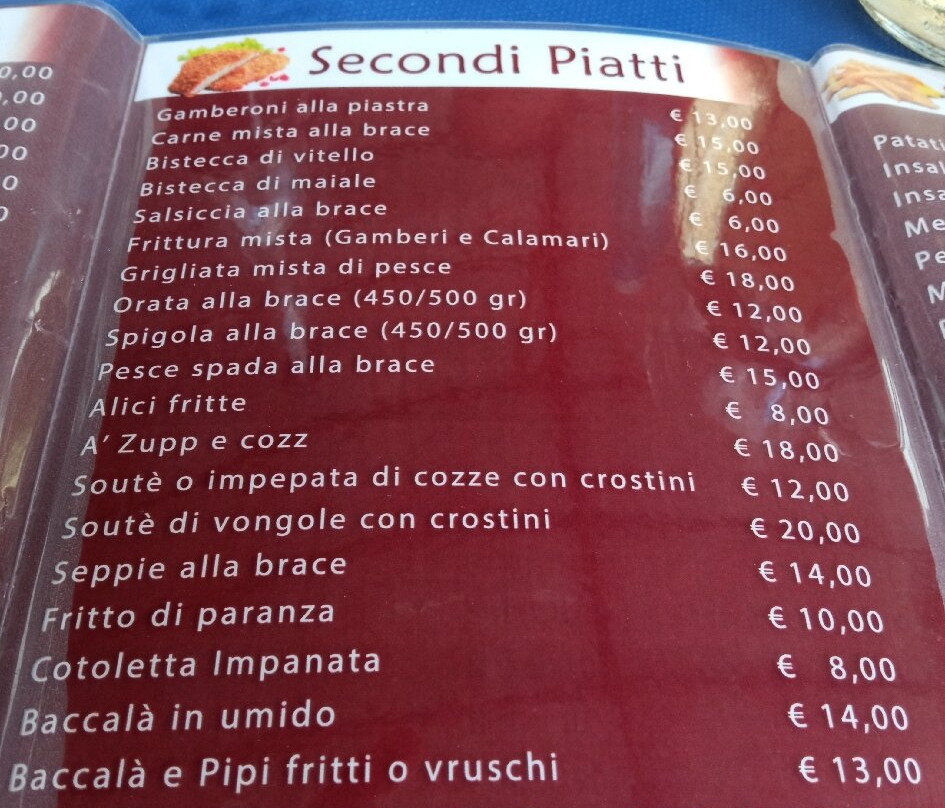 Secondi Piatti
Gamberoni alla piastra € 13,00
Carne mista alla brace € 15,00
Bistecca di vitello € 15,00
Bistecca di maiale € 6,00
Salsiccia alla brace € 6,00
Frittura mista (Gamberi e Calamari) € 16,00
Grigliata mista di pesce € 18,00
Orata alla brace (450/500 gr) € 12,00
Spigola alla brace (450/500 gr) € 12,00
Pesce spada alla brace € 15,00
Alici fritte € 8,00
A' Zupp e cozz € 18,00
Soutè o impepata di cozze con crostini € 12,00
Soutè di vongole con crostini € 20,00
Seppie alla brace € 14,00
Fritto di paranza € 10,00
Cotoletta Impanata € 8,00
Baccalà in umido € 14,00
Baccalà e Pipi fritti o vruschi € 13,00